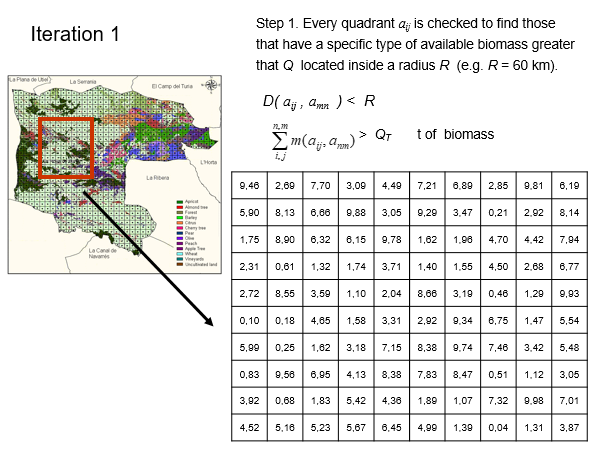 Iteration 1
Step 1. Every quadrant aij is checked to find those
that have a specific type of available biomass greater
that Q located inside a radius R (e.g. R = 60 km).
D( aij , amn ) < R
n,m
∑ m(aij, anm) > QT t of biomass
i,j
La Plana de Utiel
La Serrania
El Camp del Turia
L'Horta
La Ribera
La Canal de
Navarrés
Apricot
Almond tree
Forest
Barley
Citrus
Cherry tree
Pear
Olive
Peach
Apple Tree
Wheat
Vineyards
Uncultivated land
9,46 2,69 7,70 3,09 4,49 7,21 6,89 2,85 9,81 6,19
5,90 8,13 6,66 9,88 3,05 9,29 3,47 0,21 2,92 8,14
1,75 8,90 6,32 6,15 9,78 1,62 1,96 4,70 4,42 7,94
2,31 0,61 1,32 1,74 3,71 1,40 1,55 4,50 2,68 6,77
2,72 8,55 3,59 1,10 2,04 8,66 3,19 0,46 1,29 9,93
0,10 0,18 4,65 1,58 3,31 2,92 9,34 6,75 1,47 5,54
5,99 0,25 1,62 3,18 7,15 8,38 9,74 7,46 3,42 5,48
0,83 9,56 6,95 4,13 8,38 7,83 8,47 0,51 1,12 3,05
3,92 0,68 1,83 5,42 4,36 1,89 1,07 7,32 9,98 7,01
4,52 5,16 5,23 5,67 6,45 4,99 1,39 0,04 1,31 3,87